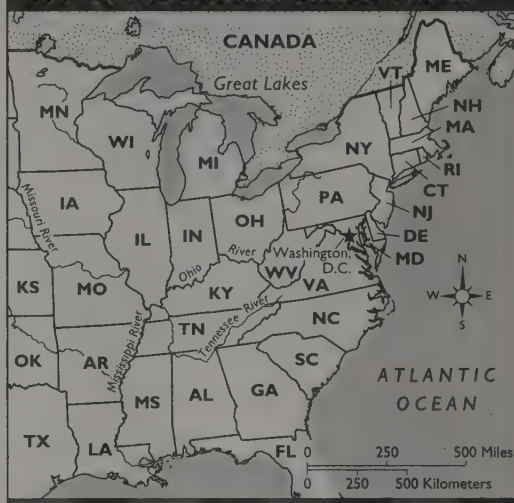 CANADA
Great Lakes
ME
VT
NH
MA
MN
WI
MI
NY
RI
CT
PA
NJ
IA
IL
IN
OH
DE
MD
Washington,
D.C.
Missouri River
Ohio River
WV
VA
KS
MO
KY
N
W E
S
TN
Tennessee River
NC
OK
AR
Mississippi River
SC
ATLANTIC
OCEAN
MS
AL
GA
TX
LA
FL
0 250 500 Miles
0 250 500 Kilometers